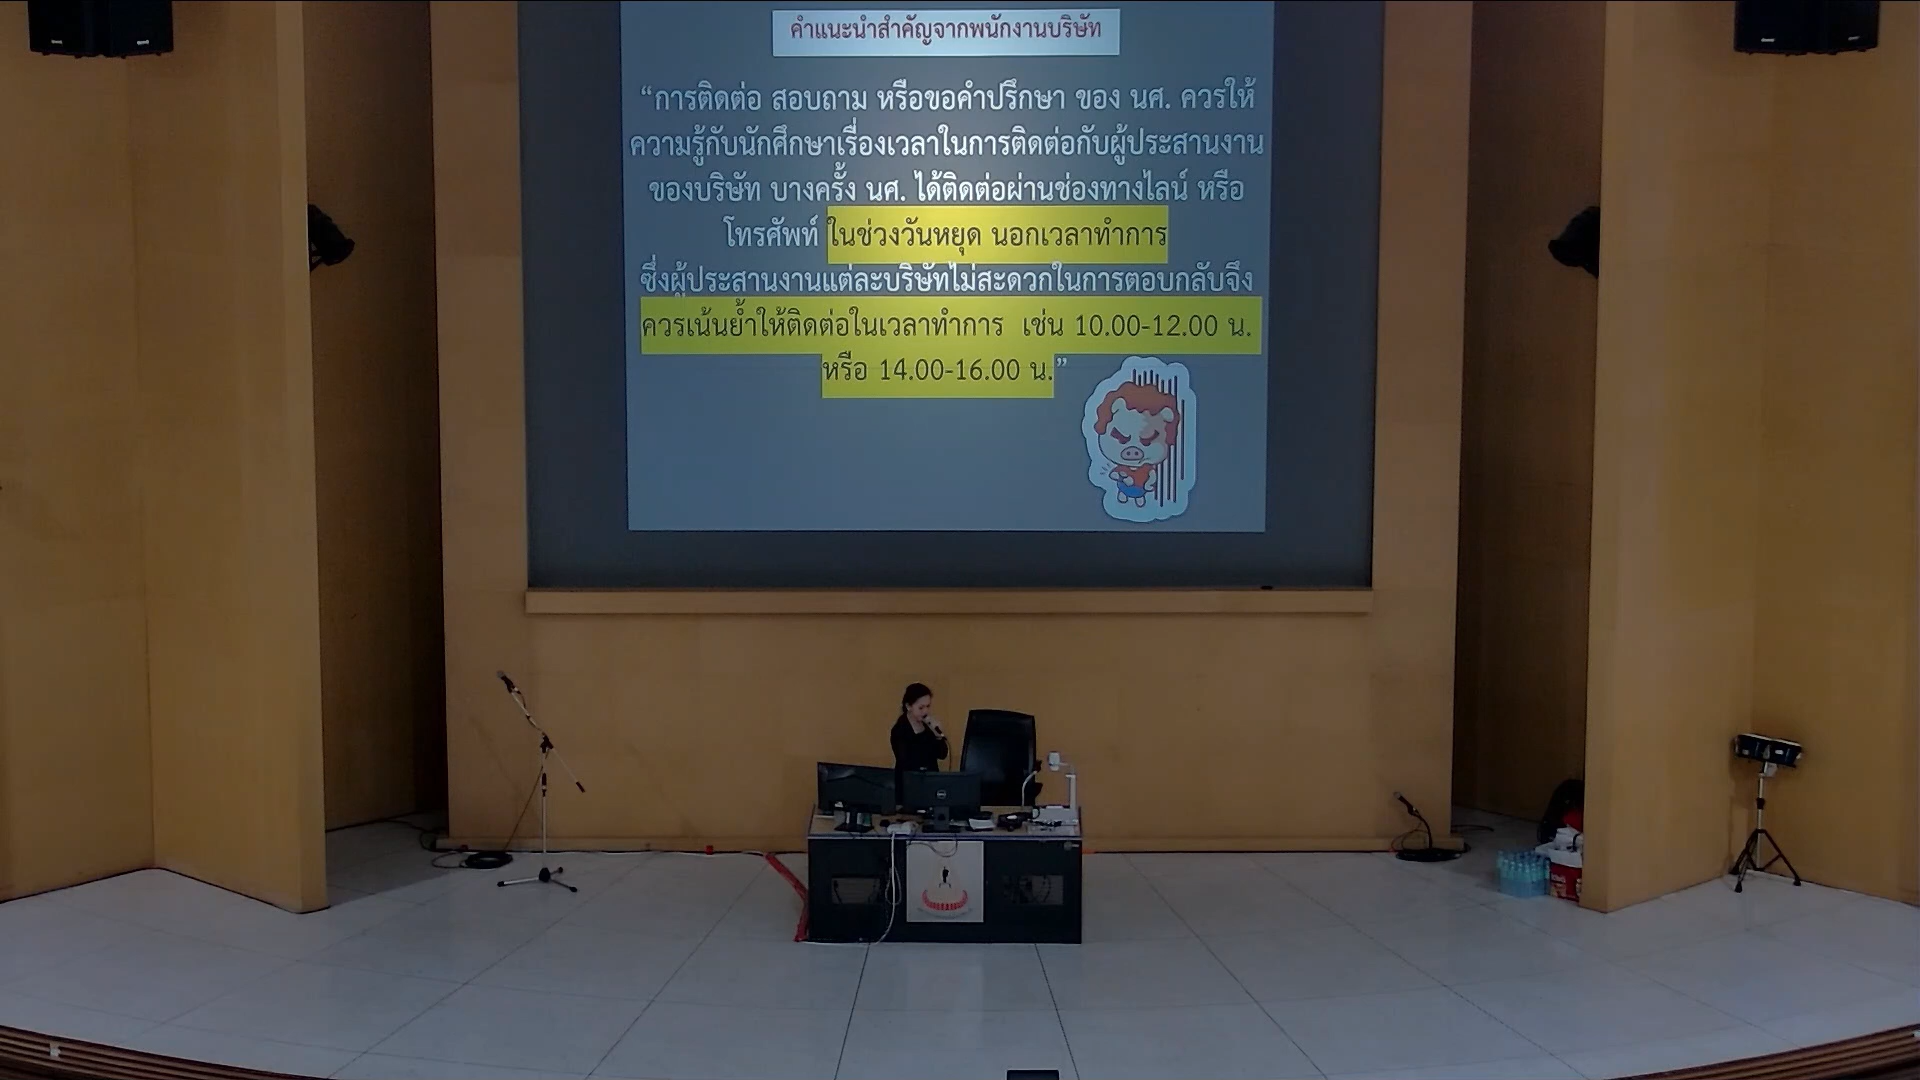 คำแนะนำสำคัญจากพนักงานบริษัท
“การติดต่อ สอบถาม หรือขอคำปรึกษา ของ นศ. ควรให้
ความรู้กับนักศึกษาเรื่องเวลาในการติดต่อกับผู้ประสานงาน
ของบริษัท บางครั้ง นศ. ได้ติดต่อผ่านช่องทางไลน์ หรือ
โทรศัพท์ ในช่วงวันหยุด นอกเวลาทำการ
ซึ่งผู้ประสานงานแต่ละบริษัทไม่สะดวกในการตอบกลับจึง
ควรเน้นย้ำให้ติดต่อในเวลาทำการ เช่น 10.00-12.00 น.
หรือ 14.00-16.00 น.”